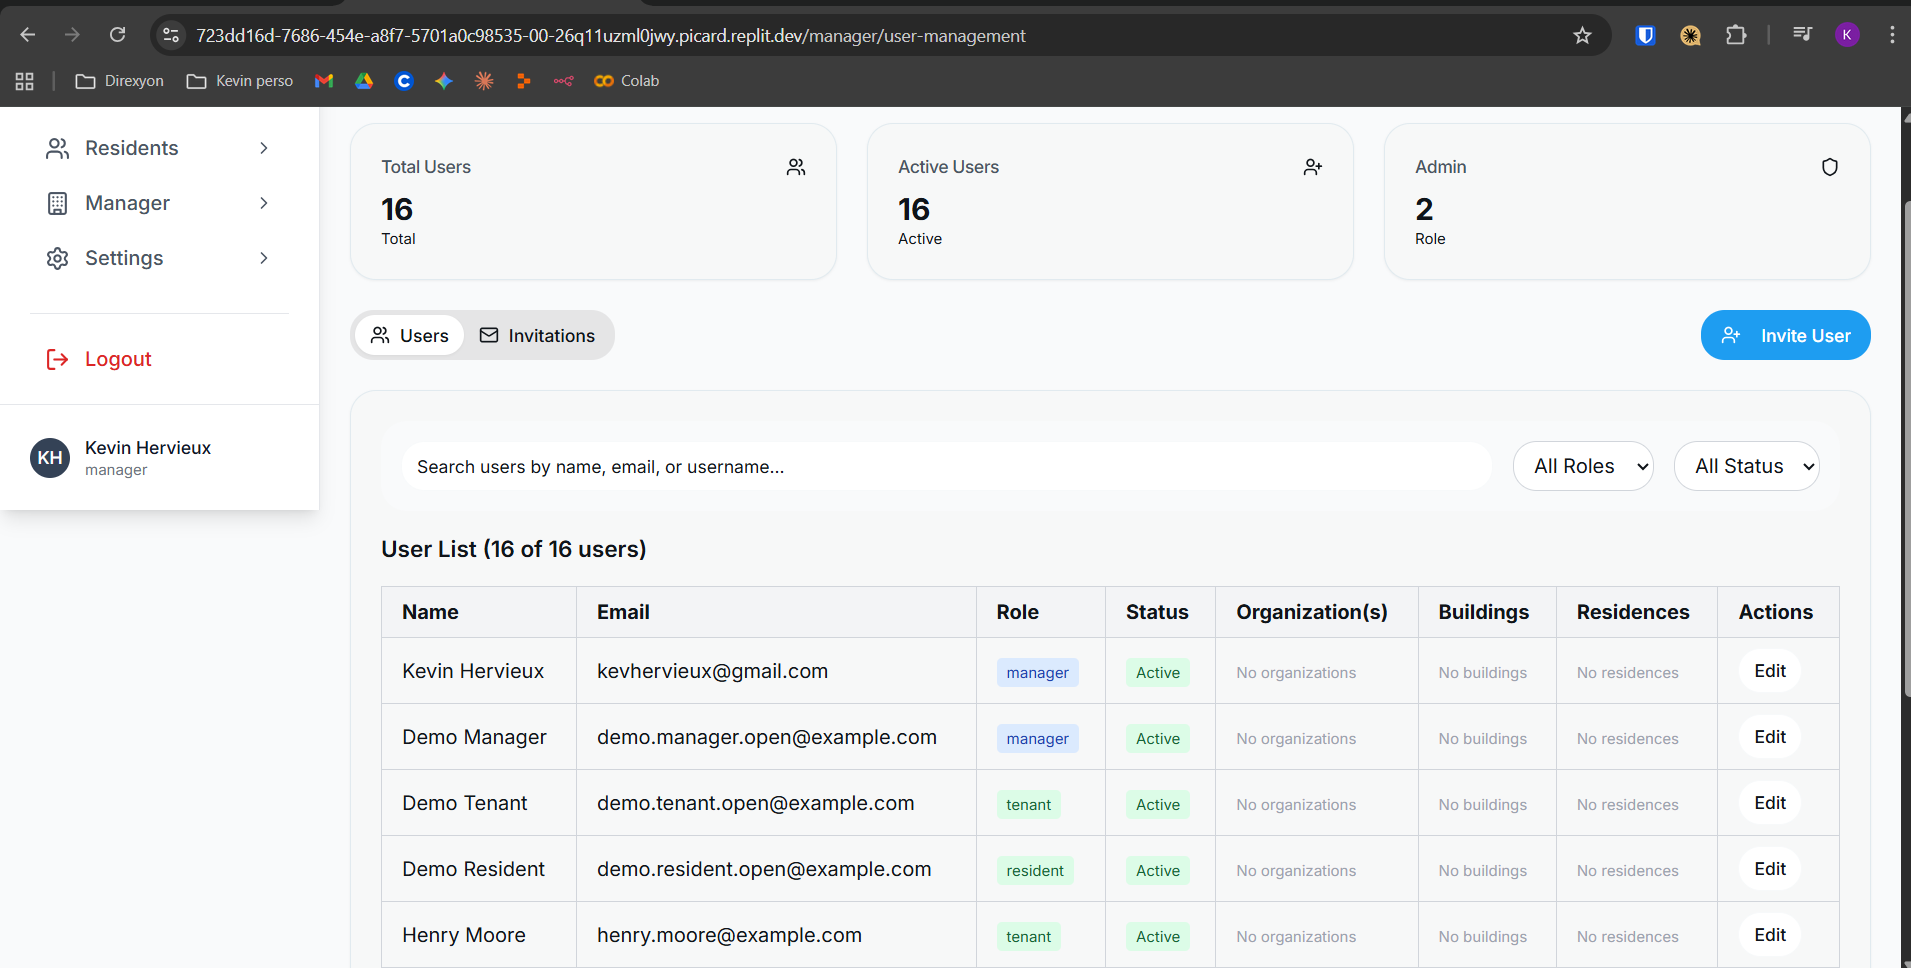 723dd16d-7686-454e-a8f7-5701a0c98535-00-26q11uzml0jwy.picard.replit.dev/manager/user-management
K
Direxyon
Kevin perso
Colab
Residents
Manager
Settings
Logout
KH
Kevin Hervieux
manager
Total Users
16
Total
Active Users
16
Active
Admin
2
Role
Users
Invitations
Invite User
Search users by name, email, or username...
All Roles
All Status
User List (16 of 16 users)
Name Email Role Status Organization(s) Buildings Residences Actions
Kevin Hervieux kevhervieux@gmail.com manager Active No organizations No buildings No residences Edit
Demo Manager demo.manager.open@example.com manager Active No organizations No buildings No residences Edit
Demo Tenant demo.tenant.open@example.com tenant Active No organizations No buildings No residences Edit
Demo Resident demo.resident.open@example.com resident Active No organizations No buildings No residences Edit
Henry Moore henry.moore@example.com tenant Active No organizations No buildings No residences Edit